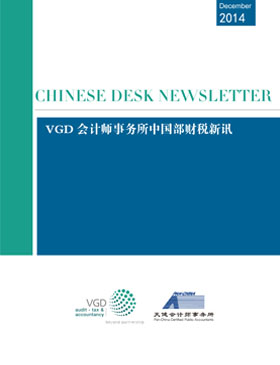 December
2014
CHINESE DESK NEWSLETTER
VGD 会计师事务所中国部财税新讯
VGD
audit - tax &
accountancy
天健会计师事务所
Pan-China Certified Public Accountants